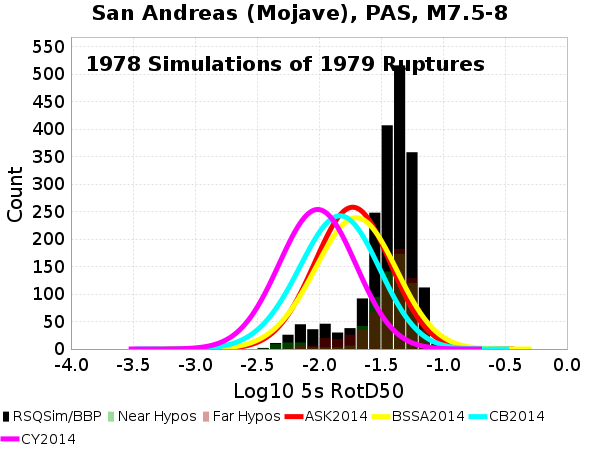 San Andreas (Mojave), PAS, M7.5-8
1978 Simulations of 1979 Ruptures
Count
550
500
450
400
350
300
250
200
150
100
50
0
-4.0 -3.5 -3.0 -2.5 -2.0 -1.5 -1.0 -0.5 0.0
Log10 5s RotD50
RSQSim/BBP Near Hypos Far Hypos ASK2014 BSSA2014 CB2014
CY2014